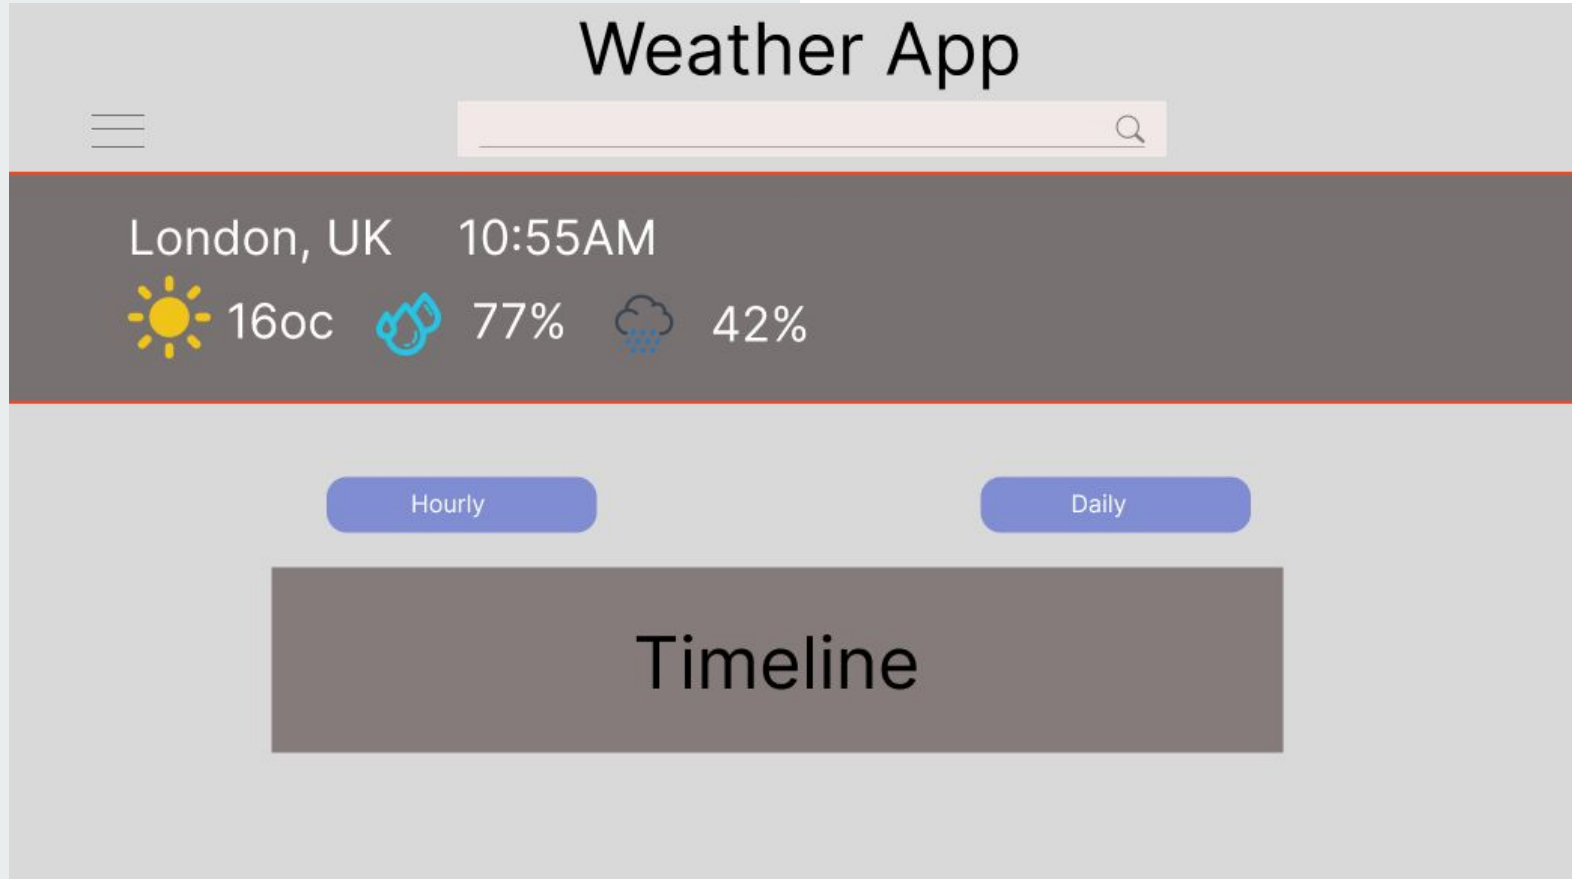 Weather App
London, UK 10:55AM
16oc 77% 42%
Hourly Daily
Timeline